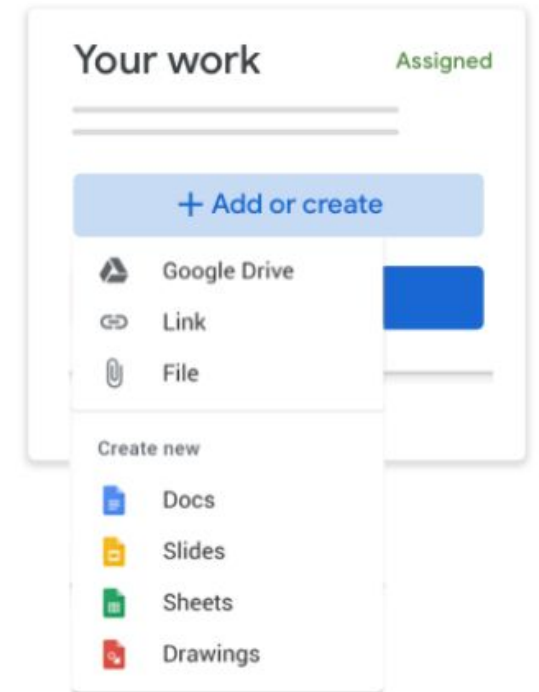 Your work
Assigned
+ Add or create
Google Drive
Link
File
Create new
Docs
Slides
Sheets
Drawings